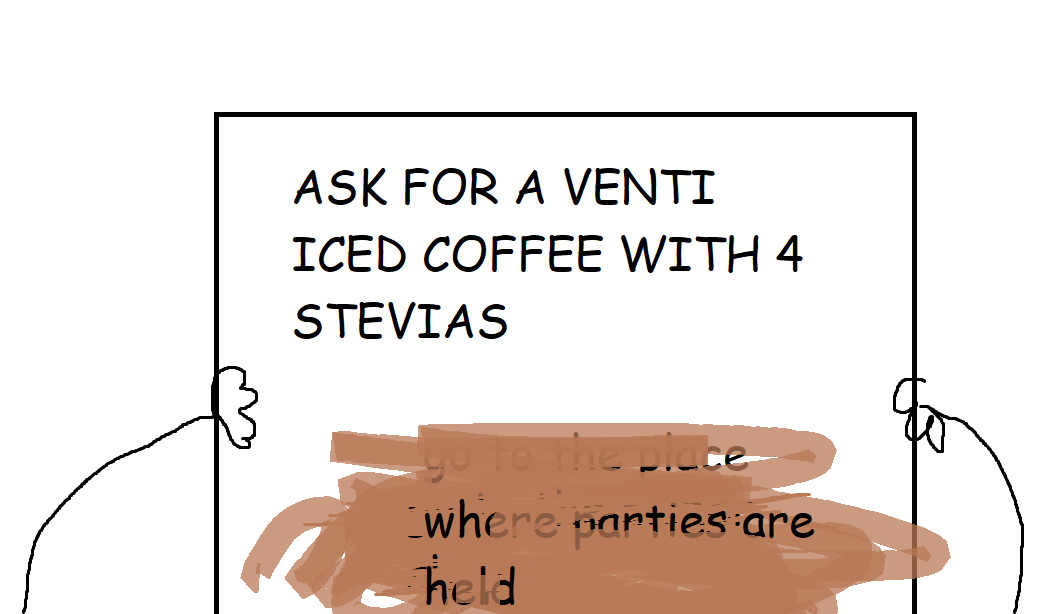 ASK FOR A VENTI
ICED COFFEE WITH 4
STEVIAS
go to the place
where parties are
held